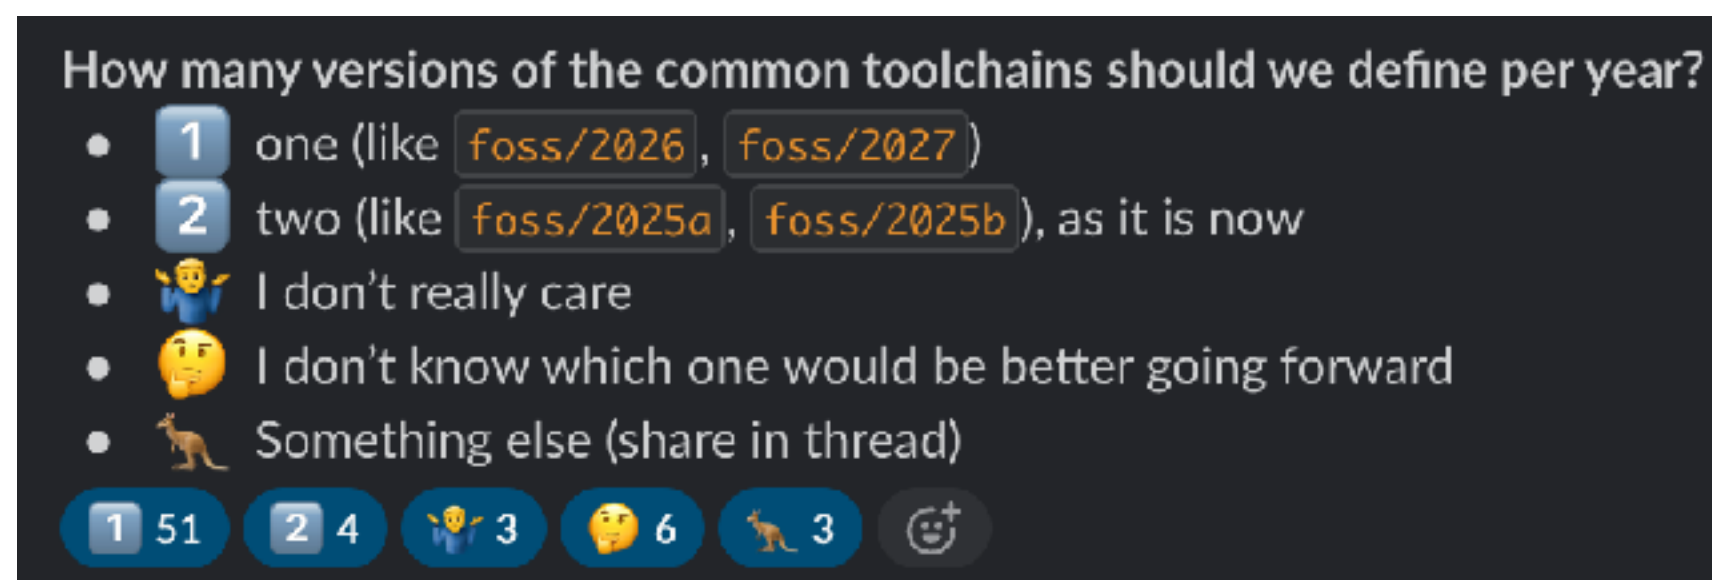 How many versions of the common toolchains should we define per year?
• 1️⃣ one (like foss/2026, foss/2027)
• 2️⃣ two (like foss/2025a, foss/2025b), as it is now
• 🤷‍♂️ I don’t really care
• 🤔 I don’t know which one would be better going forward
• 🦘 Something else (share in thread)
1️⃣ 51 2️⃣ 4 🤷‍♂️ 3 🤔 6 🦘 3